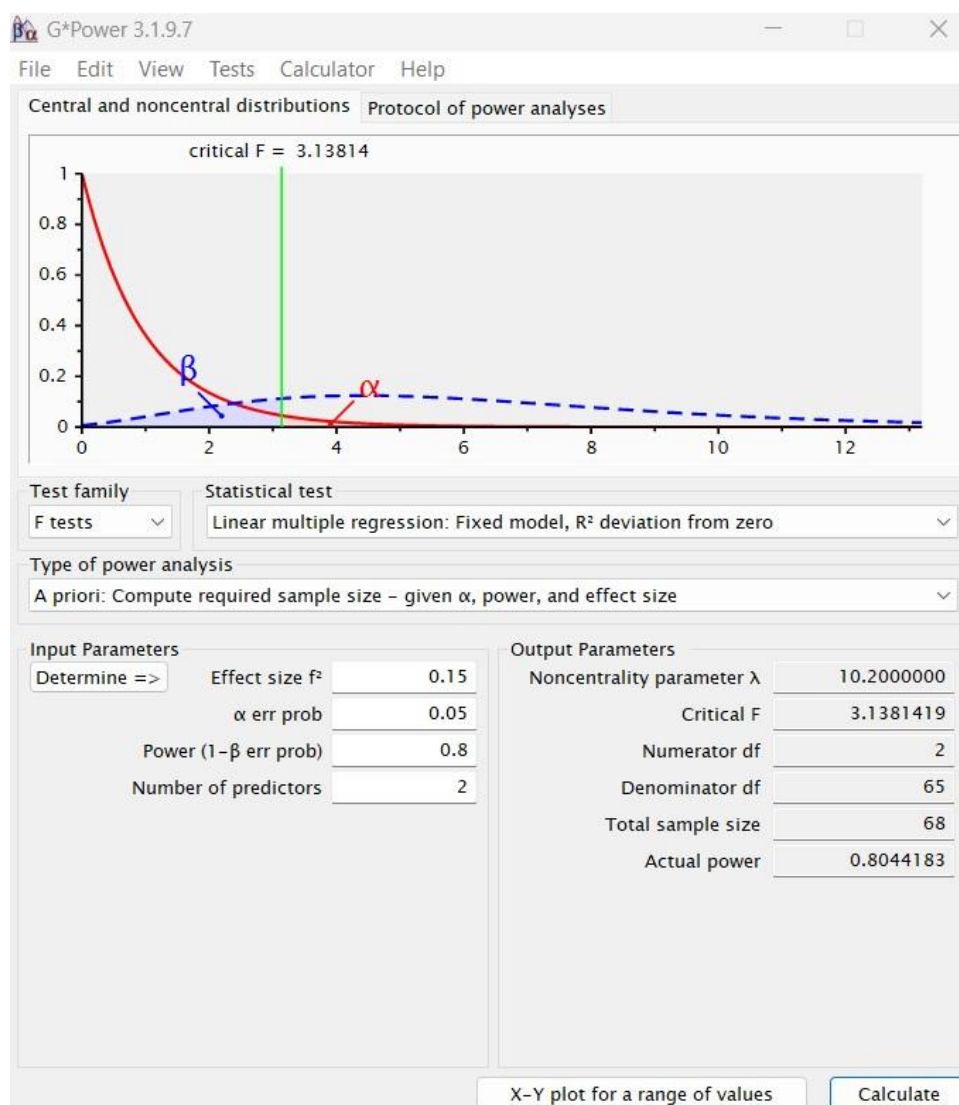 βα G*Power 3.1.9.7
File Edit View Tests Calculator Help
Central and noncentral distributions Protocol of power analyses
critical F = 3.13814
1
0.8
0.6
0.4
0.2
0
β
α
0 2 4 6 8 10 12
Test family Statistical test
F tests Linear multiple regression: Fixed model, R² deviation from zero
Type of power analysis
A priori: Compute required sample size – given α, power, and effect size
Input Parameters Output Parameters
Determine => Effect size f² 0.15 Noncentrality parameter λ 10.2000000
α err prob 0.05 Critical F 3.1381419
Power (1-β err prob) 0.8 Numerator df 2
Number of predictors 2 Denominator df 65
Total sample size 68
Actual power 0.8044183
X-Y plot for a range of values Calculate